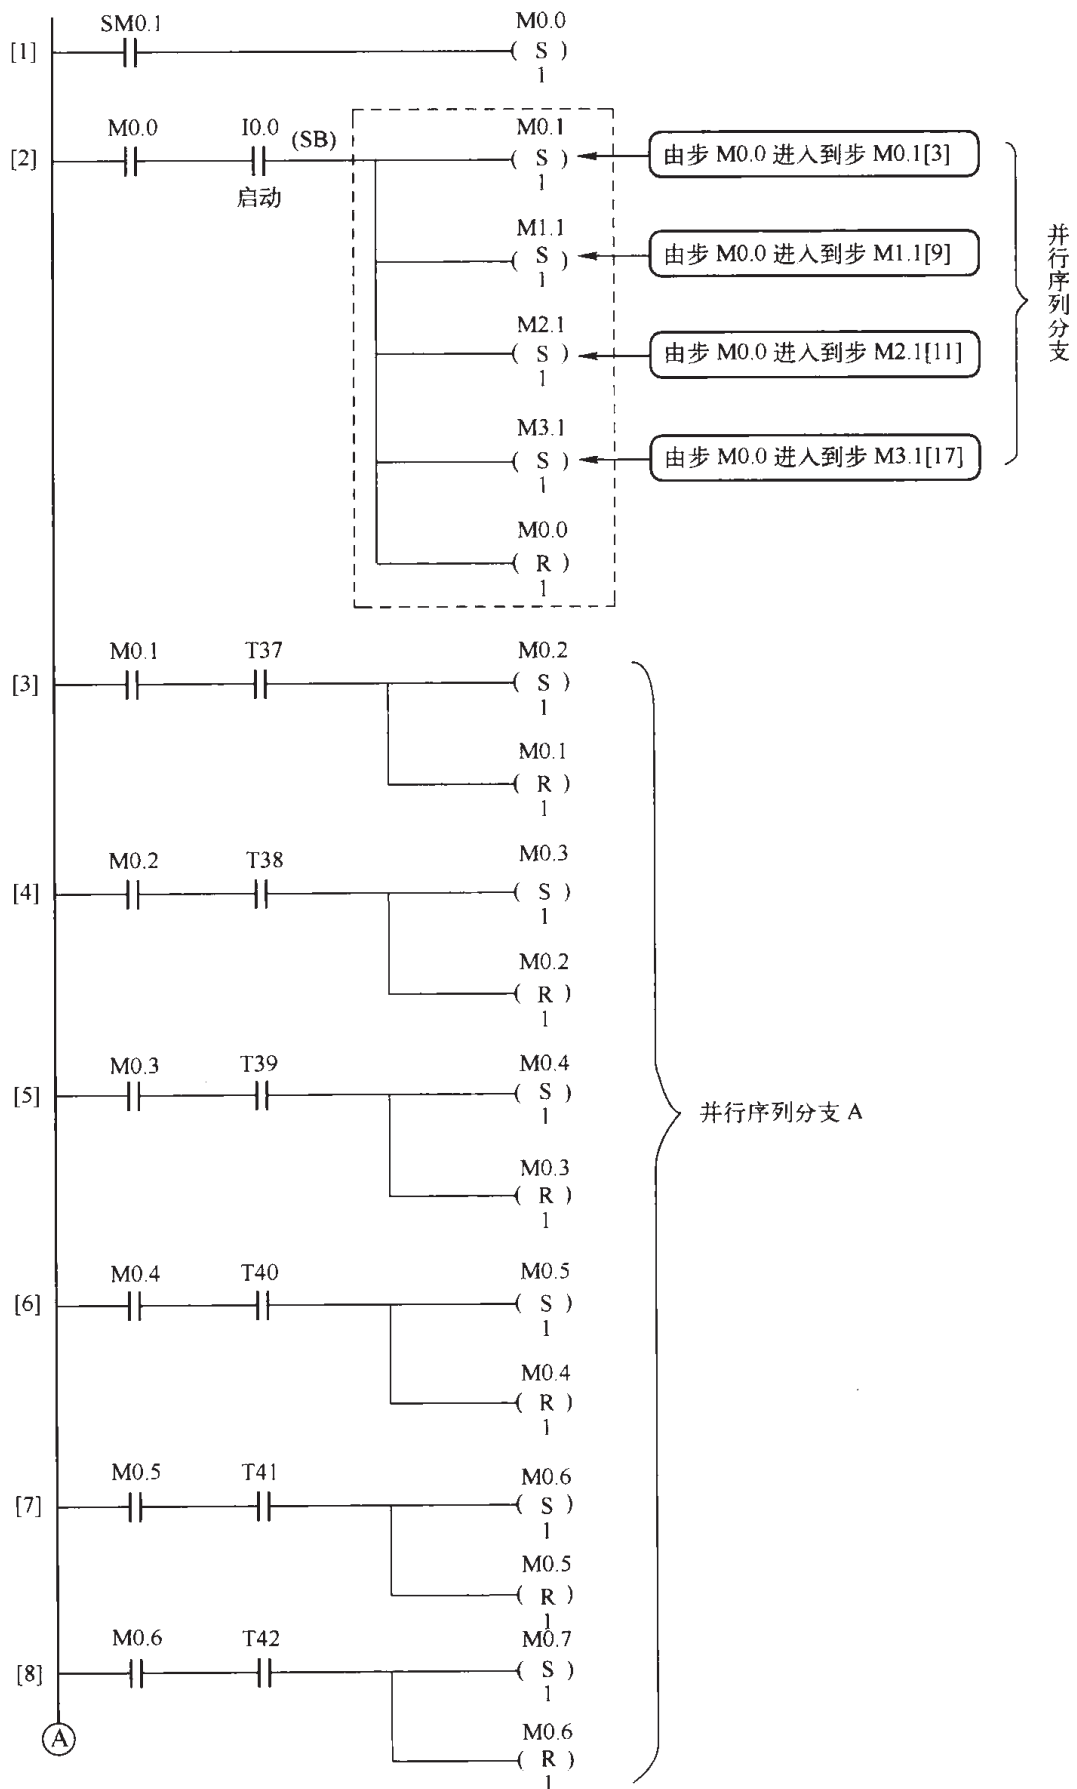 SM0.1
M0.0
[1]
( S )
1
M0.0
I0.0
(SB)
M0.1
[2]
( S )
由步 M0.0 进入到步 M0.1[3]
启动
1
M1.1
( S )
由步 M0.0 进入到步 M1.1[9]
1
M2.1
( S )
由步 M0.0 进入到步 M2.1[11]
1
M3.1
( S )
由步 M0.0 进入到步 M3.1[17]
1
并行序列分支
M0.0
( R )
1
M0.1
T37
M0.2
[3]
( S )
1
M0.1
( R )
1
M0.2
T38
M0.3
[4]
( S )
1
M0.2
( R )
1
M0.3
T39
M0.4
[5]
( S )
1
并行序列分支 A
M0.3
( R )
1
M0.4
T40
M0.5
[6]
( S )
1
M0.4
( R )
1
M0.5
T41
M0.6
[7]
( S )
1
M0.5
( R )
1
M0.6
T42
M0.7
[8]
( S )
1
A
M0.6
( R )
1